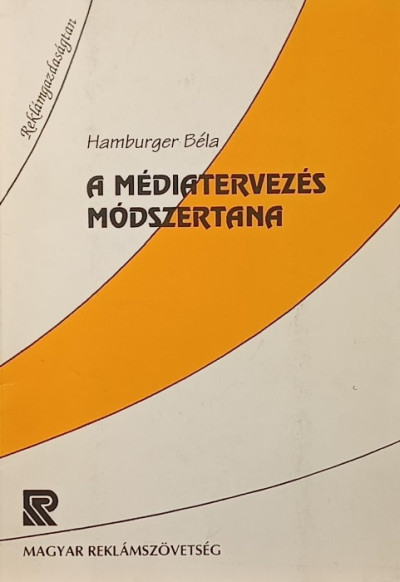 Reklámgazdaságtan
Hamburger Béla
A MÉDIATERVEZÉS
MÓDSZERTANA
MAGYAR REKLÁMSZÖVETSÉG